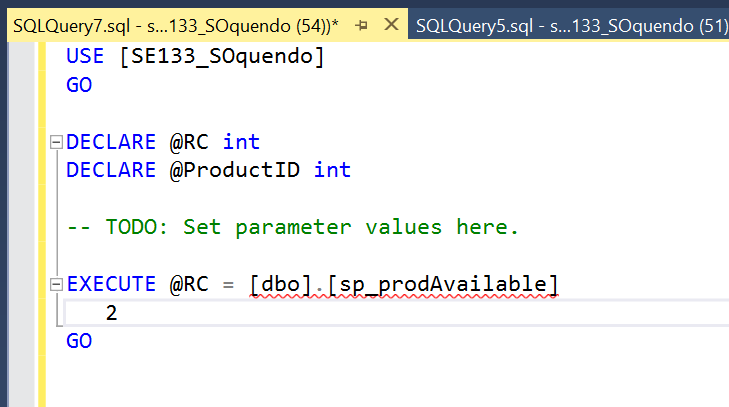 SQLQuery7.sql - s...133_SOquendo (54))* SQLQuery5.sql - s...133_SOquendo (51)
USE [SE133_SOquendo]
GO
DECLARE @RC int
DECLARE @ProductID int
-- TODO: Set parameter values here.
EXECUTE @RC = [dbo].[sp_prodAvailable]
2
GO